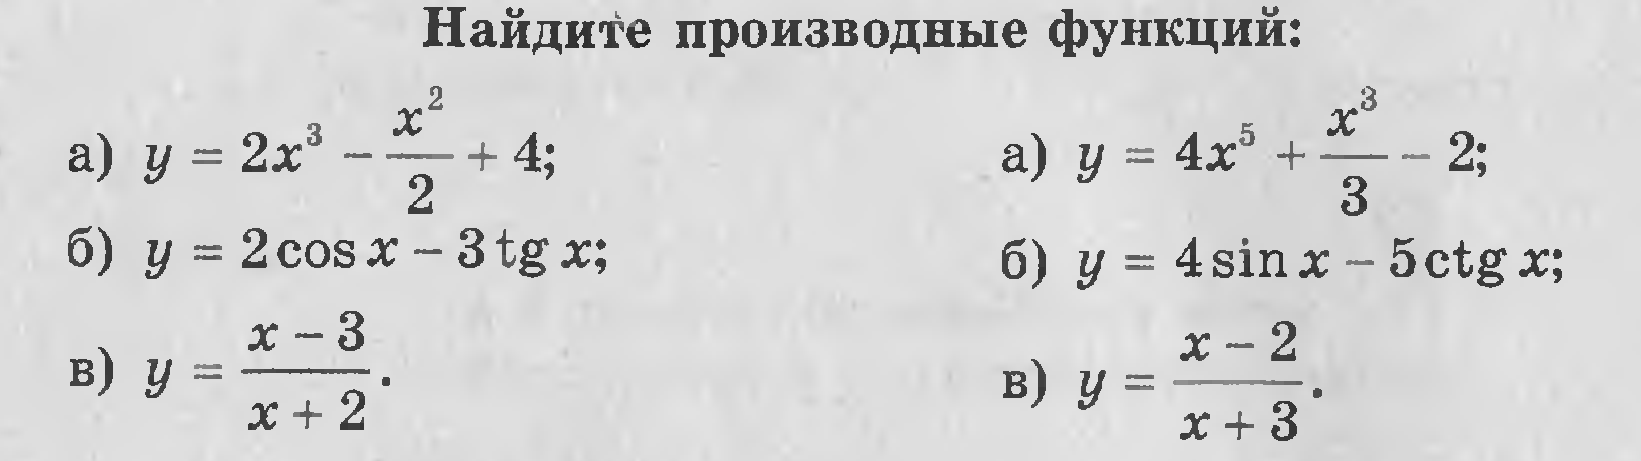 Найдите производные функций:
а) y = 2x³ − x²/2 + 4;
б) y = 2cos x − 3tg x;
в) y = (x − 3)/(x + 2).
а) y = 4x⁵ + x³/3 − 2;
б) y = 4sin x − 5ctg x;
в) y = (x − 2)/(x + 3).